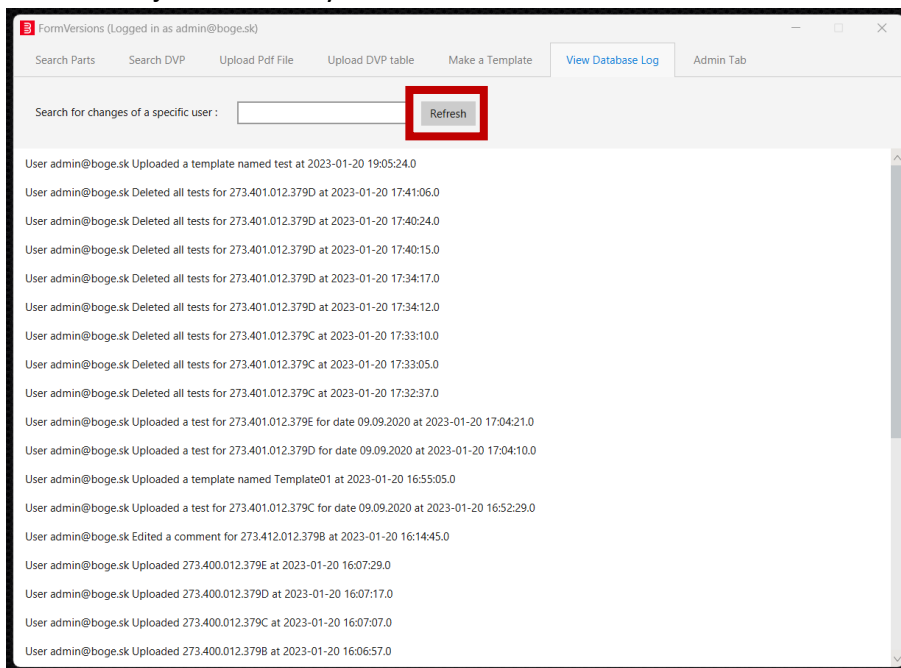 FormVersions (Logged in as admin@boge.sk)
Search Parts Search DVP Upload Pdf File Upload DVP table Make a Template View Database Log Admin Tab
Search for changes of a specific user : Refresh
User admin@boge.sk Uploaded a template named test at 2023-01-20 19:05:24.0
User admin@boge.sk Deleted all tests for 273.401.012.379D at 2023-01-20 17:41:06.0
User admin@boge.sk Deleted all tests for 273.401.012.379D at 2023-01-20 17:40:24.0
User admin@boge.sk Deleted all tests for 273.401.012.379D at 2023-01-20 17:40:15.0
User admin@boge.sk Deleted all tests for 273.401.012.379D at 2023-01-20 17:34:17.0
User admin@boge.sk Deleted all tests for 273.401.012.379D at 2023-01-20 17:34:12.0
User admin@boge.sk Deleted all tests for 273.401.012.379C at 2023-01-20 17:33:10.0
User admin@boge.sk Deleted all tests for 273.401.012.379C at 2023-01-20 17:33:05.0
User admin@boge.sk Deleted all tests for 273.401.012.379C at 2023-01-20 17:32:37.0
User admin@boge.sk Uploaded a test for 273.401.012.379E for date 09.09.2020 at 2023-01-20 17:04:21.0
User admin@boge.sk Uploaded a test for 273.401.012.379D for date 09.09.2020 at 2023-01-20 17:04:10.0
User admin@boge.sk Uploaded a template named Template01 at 2023-01-20 16:55:05.0
User admin@boge.sk Uploaded a test for 273.401.012.379C for date 09.09.2020 at 2023-01-20 16:52:29.0
User admin@boge.sk Edited a comment for 273.412.012.379B at 2023-01-20 16:14:45.0
User admin@boge.sk Uploaded 273.400.012.379E at 2023-01-20 16:07:29.0
User admin@boge.sk Uploaded 273.400.012.379D at 2023-01-20 16:07:17.0
User admin@boge.sk Uploaded 273.400.012.379C at 2023-01-20 16:07:07.0
User admin@boge.sk Uploaded 273.400.012.379B at 2023-01-20 16:06:57.0